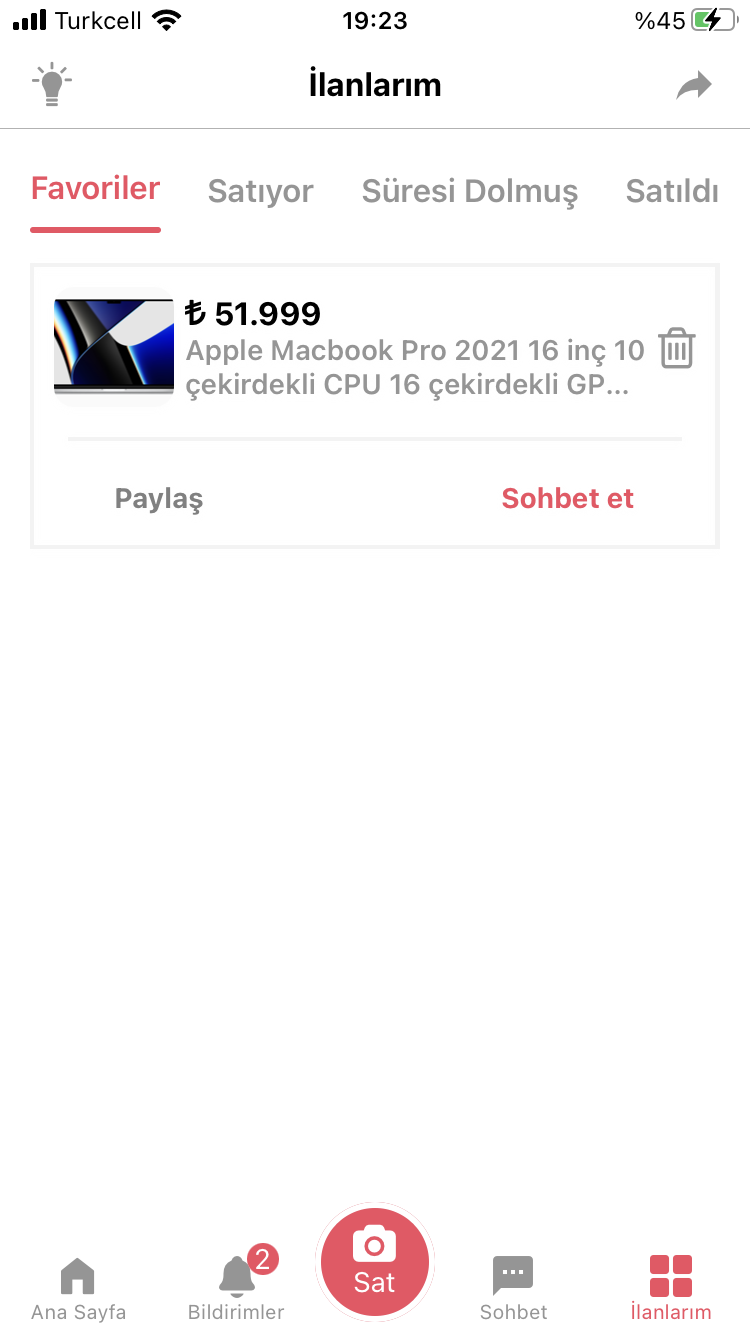 Turkcell 19:23 %45
İlanlarım
Favoriler Satıyor Süresi Dolmuş Satıldı
₺ 51.999
Apple Macbook Pro 2021 16 inç 10
çekirdekli CPU 16 çekirdekli GP...
Paylaş Sohbet et
2
Sat
Ana Sayfa Bildirimler Sohbet İlanlarım